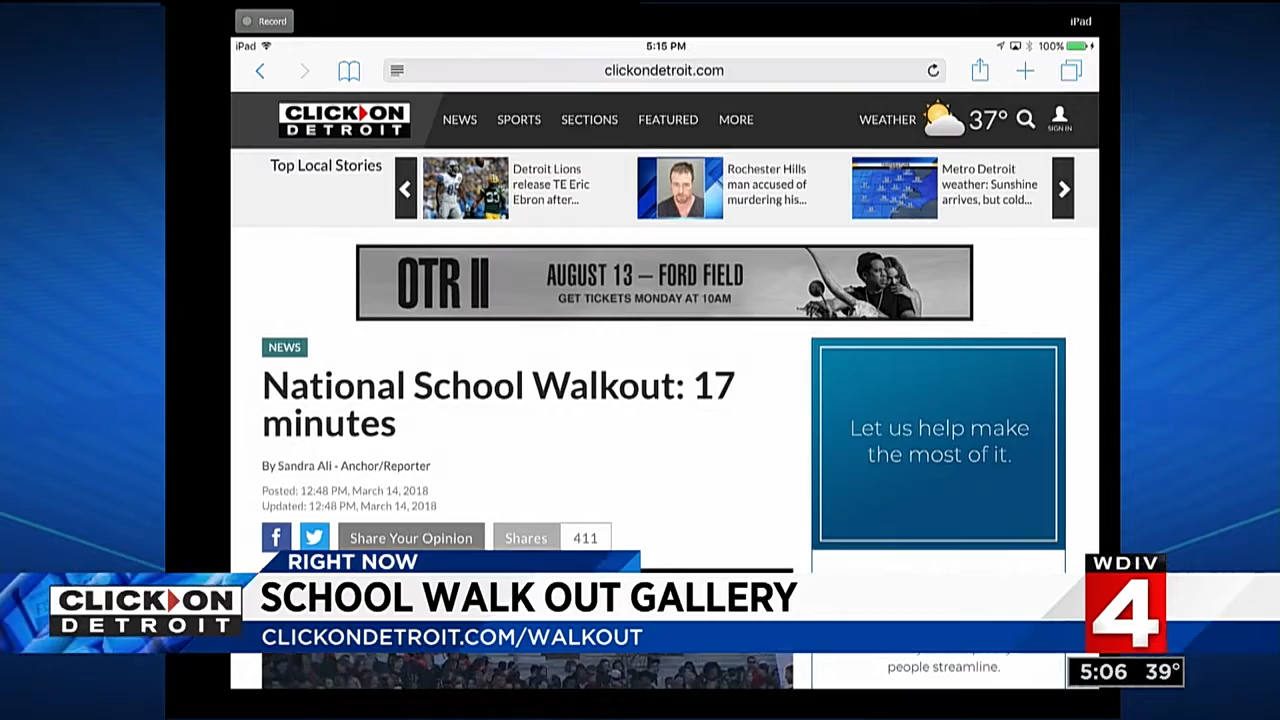 Record
iPad
iPad
5:15 PM
100%
clickondetroit.com
CLICK ON
DETROIT
NEWS
SPORTS
SECTIONS
FEATURED
MORE
WEATHER
37°
SIGN IN
Top Local Stories
Detroit Lions
release TE Eric
Ebron after...
Rochester Hills
man accused of
murdering his...
Metro Detroit
weather: Sunshine
arrives, but cold...
OTR II
AUGUST 13 — FORD FIELD
GET TICKETS MONDAY AT 10AM
NEWS
National School Walkout: 17
minutes
By Sandra Ali - Anchor/Reporter
Posted: 12:48 PM, March 14, 2018
Updated: 12:48 PM, March 14, 2018
Share Your Opinion
Shares
411
Let us help make
the most of it.
RIGHT NOW
CLICK ON
DETROIT
SCHOOL WALK OUT GALLERY
CLICKONDETROIT.COM/WALKOUT
WDIV
4
people streamline.
5:06 39°